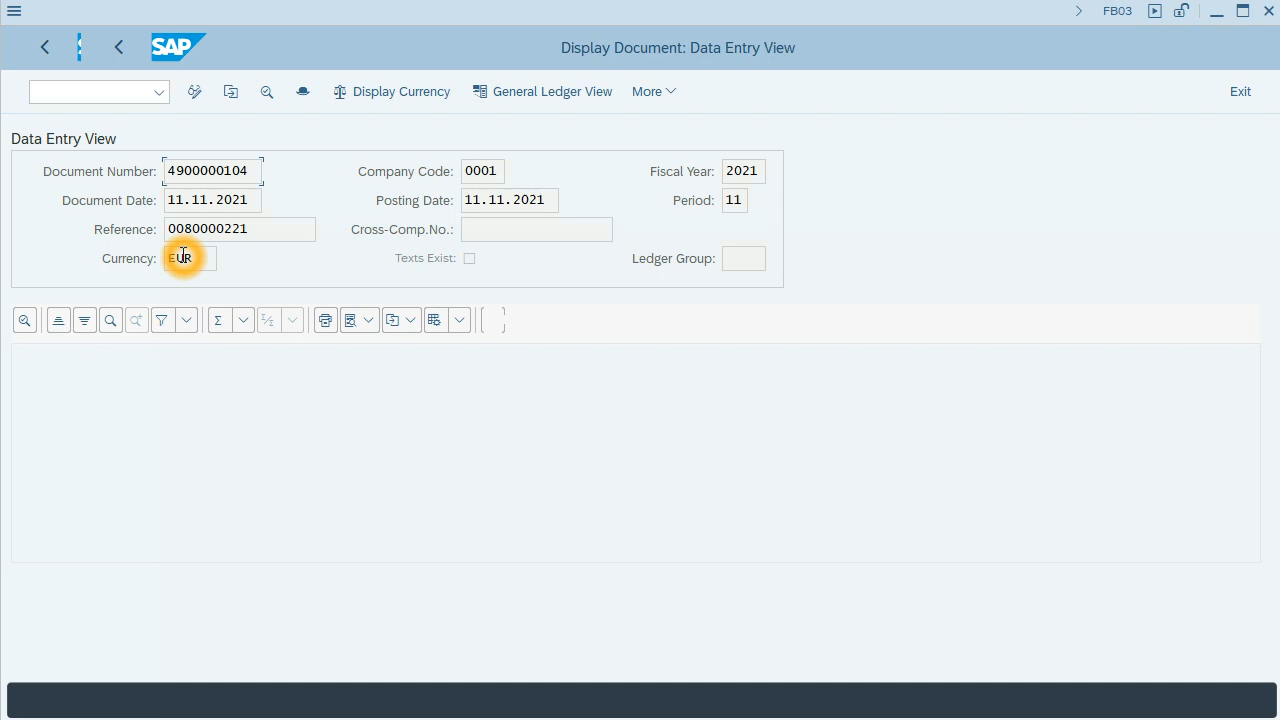 FB03
SAP
Display Document: Data Entry View
Display Currency
General Ledger View
More
Exit
Data Entry View
Document Number: 4900000104 Company Code: 0001 Fiscal Year: 2021
Document Date: 11.11.2021 Posting Date: 11.11.2021 Period: 11
Reference: 0080000221 Cross-Comp.No.:
Currency: EUR Texts Exist: Ledger Group: